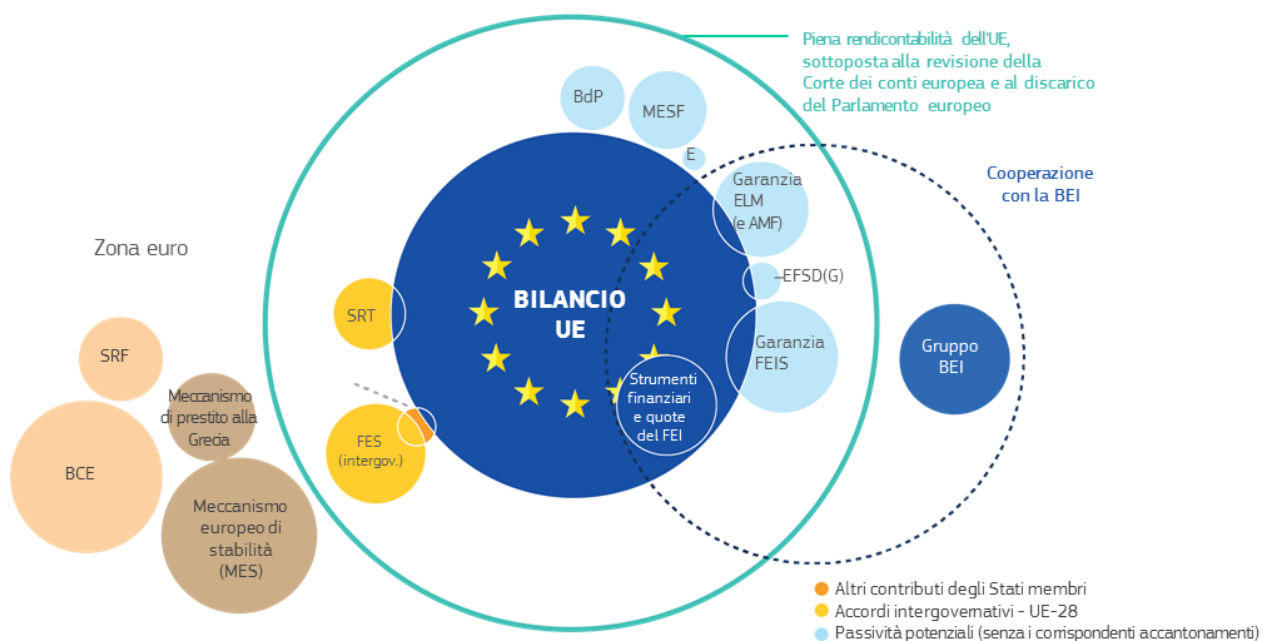 Piena rendicontabilità dell'UE,
sottoposta alla revisione della
Corte dei conti europea e al discarico
del Parlamento europeo
BdP
MESF
E
Garanzia
ELM
(e AMF)
Cooperazione
con la BEI
Zona euro
EFSD(G)
BILANCIO
UE
SRT
Garanzia
FEIS
Gruppo
BEI
SRF
Strumenti
finanziari
e quote
del FEI
Meccanismo
di prestito alla
Grecia
FES
(intergov.)
BCE
Meccanismo
europeo di
stabilità
(MES)
Altri contributi degli Stati membri
Accordi intergovernativi - UE-28
Passività potenziali (senza i corrispondenti accantonamenti)